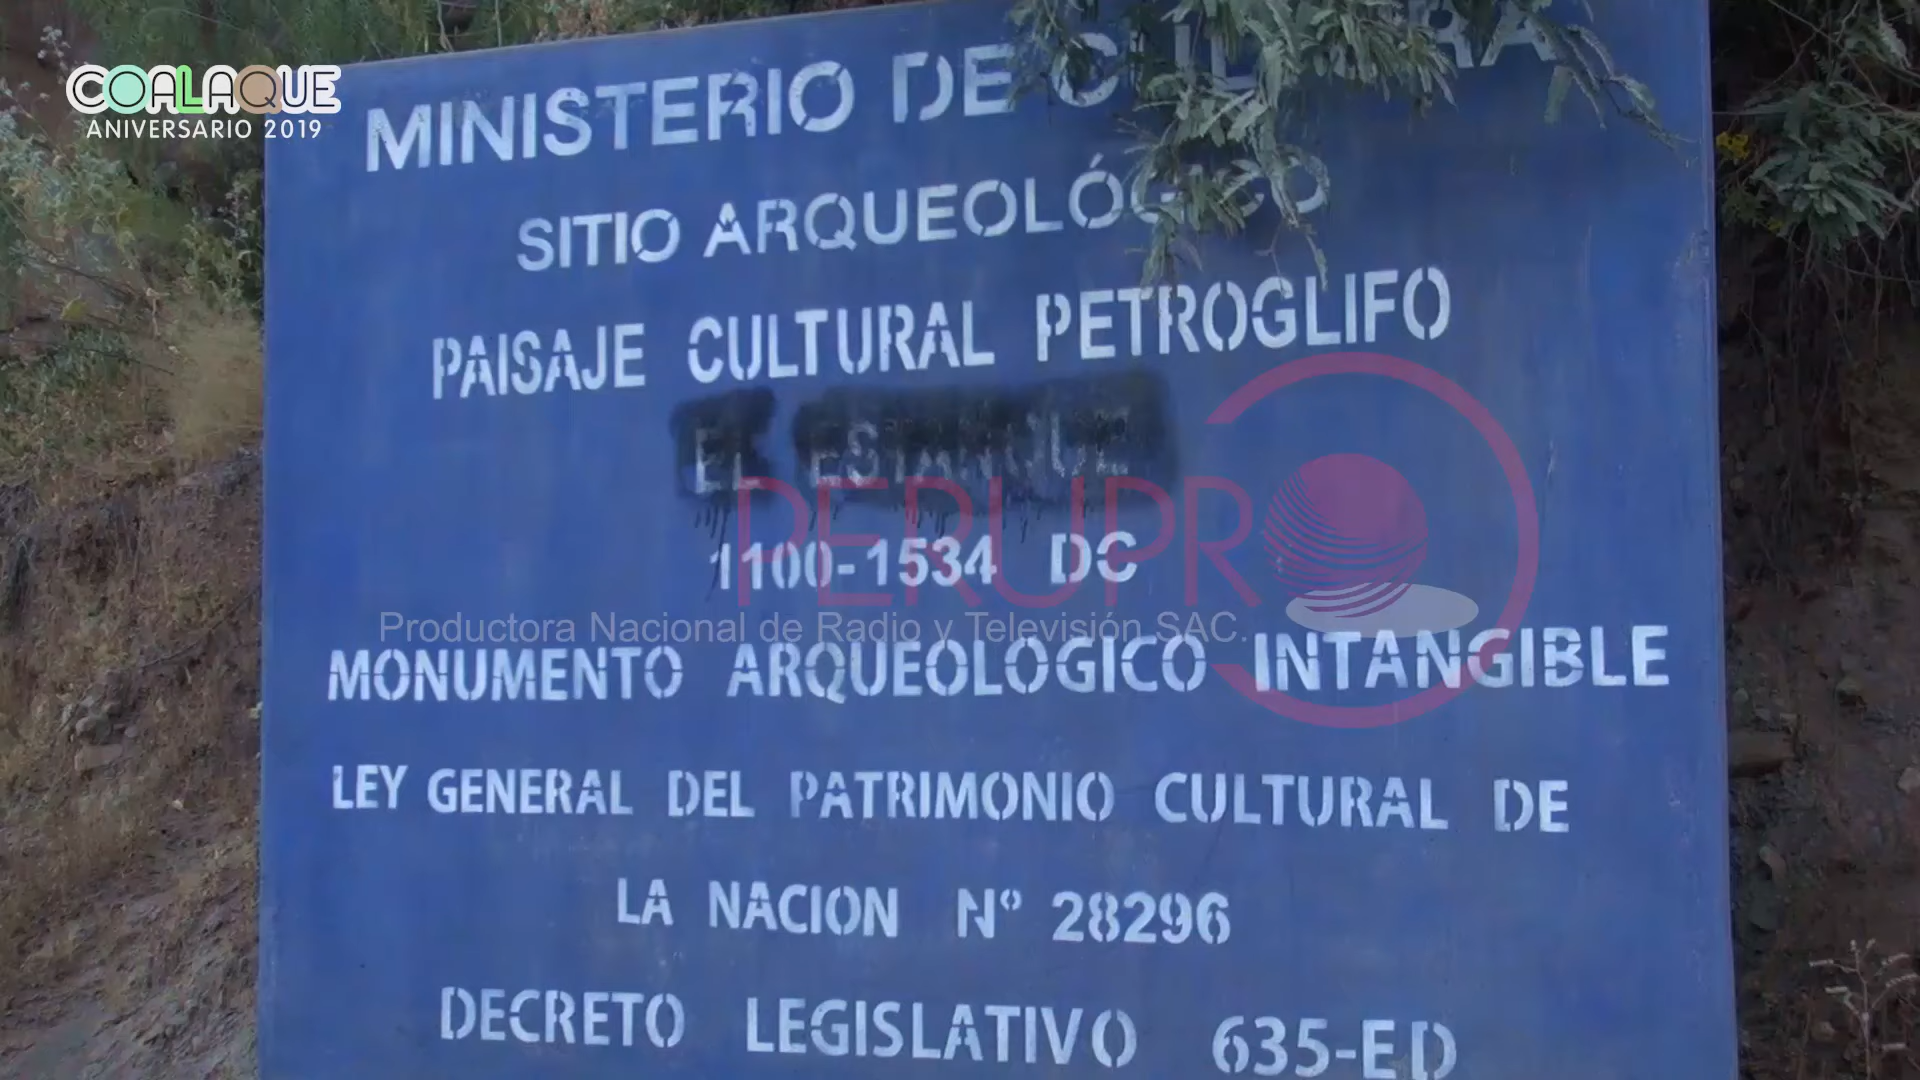 COALAQUE
ANIVERSARIO 2019
MINISTERIO DE CULTURA
SITIO ARQUEOLÓGICO
PAISAJE CULTURAL PETROGLIFO
EL ESTANQUE
PERUPRO
1100-1534 DC
Productora Nacional de Radio y Televisión SAC.
MONUMENTO ARQUEOLOGICO INTANGIBLE
LEY GENERAL DEL PATRIMONIO CULTURAL DE
LA NACION Nº 28296
DECRETO LEGISLATIVO 635-ED